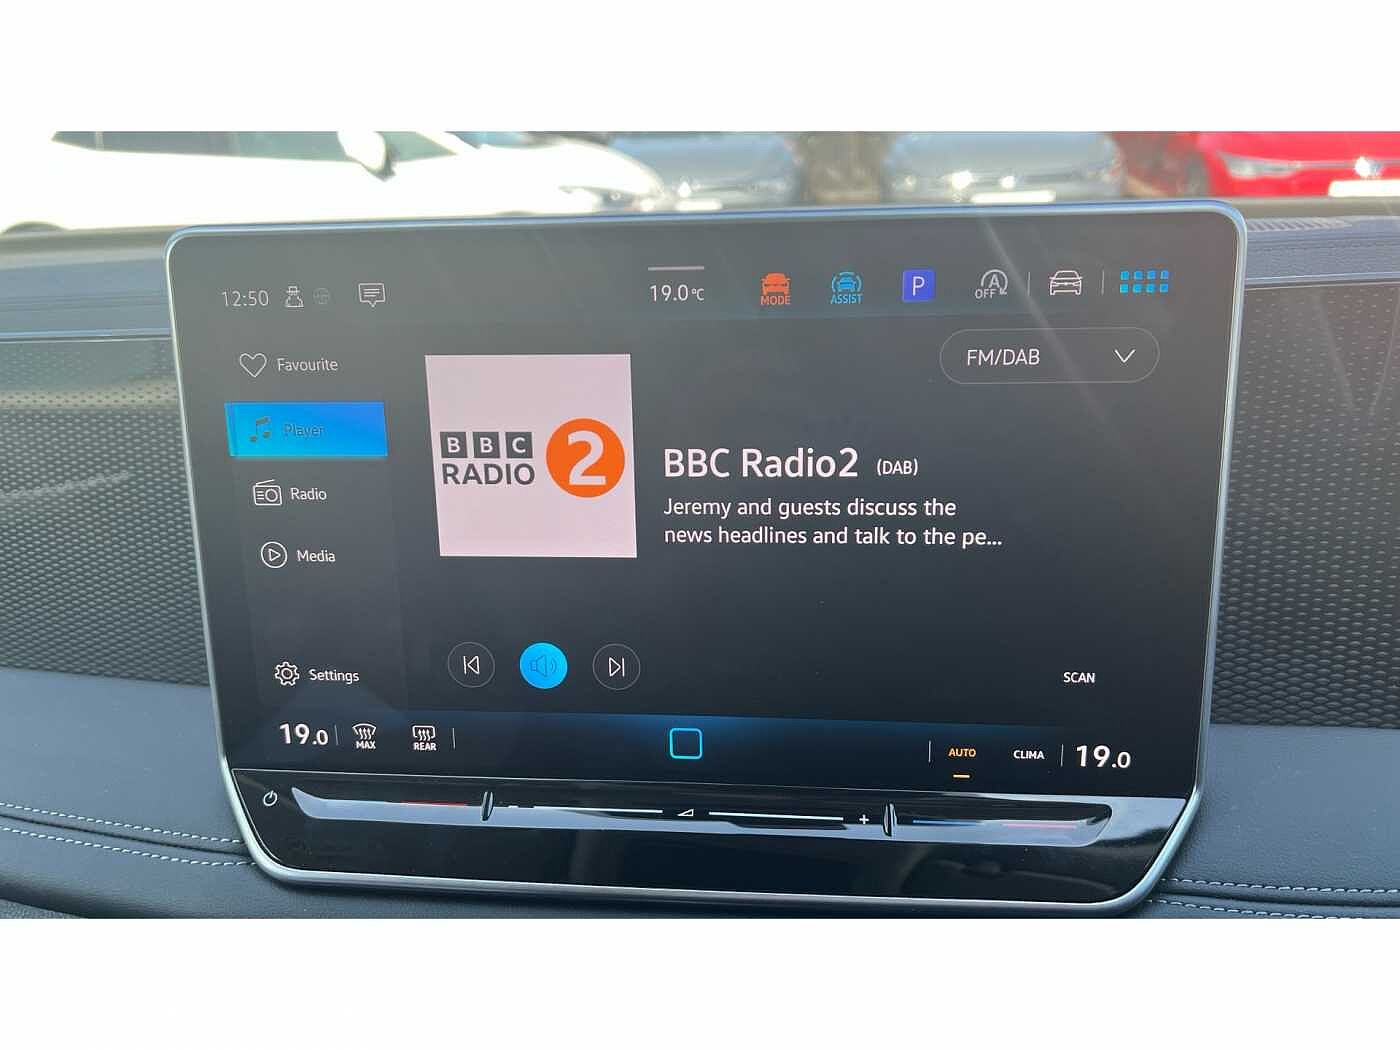 12:50
19.0°C
MODE
ASSIST
P
A
OFF
Favourite
FM/DAB
Player
BBC
RADIO
2
BBC Radio2 (DAB)
Radio
Jeremy and guests discuss the
news headlines and talk to the pe...
Media
Settings
SCAN
19.0
MAX
REAR
AUTO
CLIMA
19.0
- +